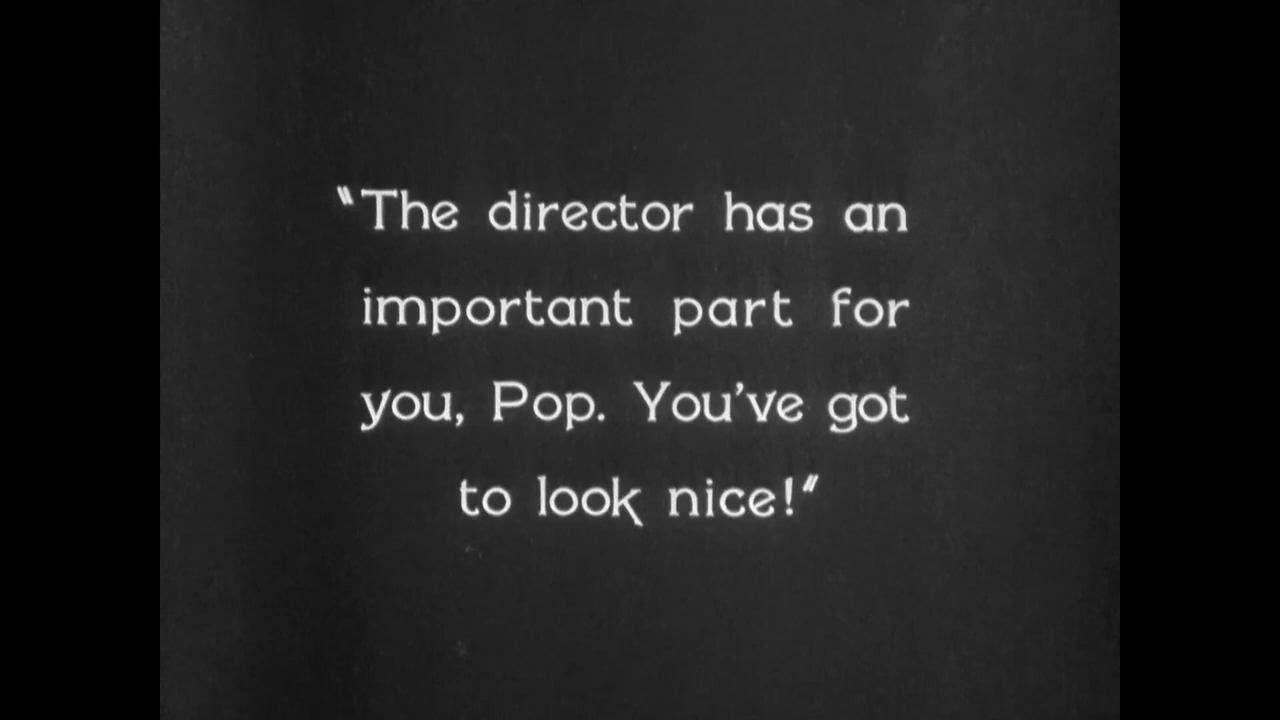 "The director has an
important part for
you, Pop. You've got
to look nice!"